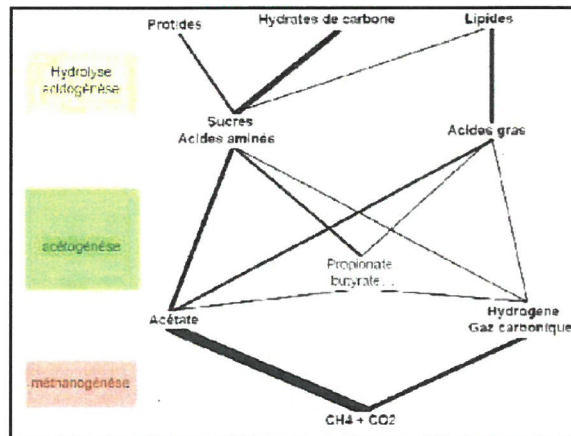 Protides
Hydrates de carbone
Lipides
Hydrolyse
acidogénèse
Sucres
Acides aminés
Acides gras
acétogénèse
Propionate
butyrate...
Acétate
Hydrogene
Gaz carbonique
méthanogénèse
CH4 + CO2